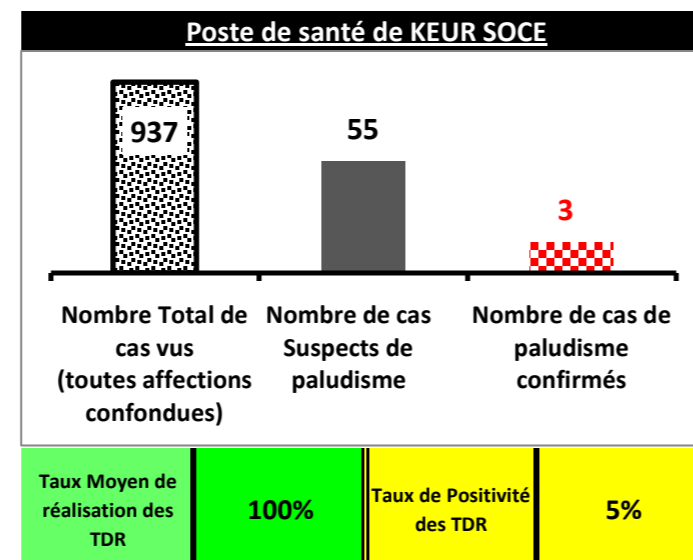 Poste de santé de KEUR SOCE
937
55
3
Nombre Total de
cas vus
(toutes affections
confondues)
Nombre de cas
Suspects de
paludisme
Nombre de cas de
paludisme
confirmés
Taux Moyen de
réalisation des
TDR
100%
Taux de Positivité
des TDR
5%